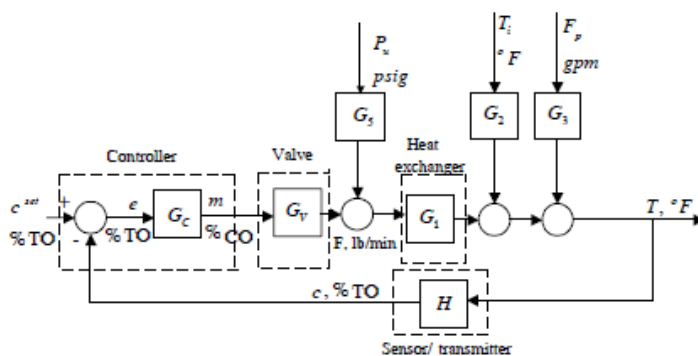 P_u
psig
T_i
°F
F_p
gpm
G_5
G_2
G_3
Controller
Valve
Heat
exchanger
c^set
+
e
G_C
m
G_V
G_1
T, °F
%TO
-
%TO
%CO
F, lb/min
c, %TO
H
Sensor/ transmitter